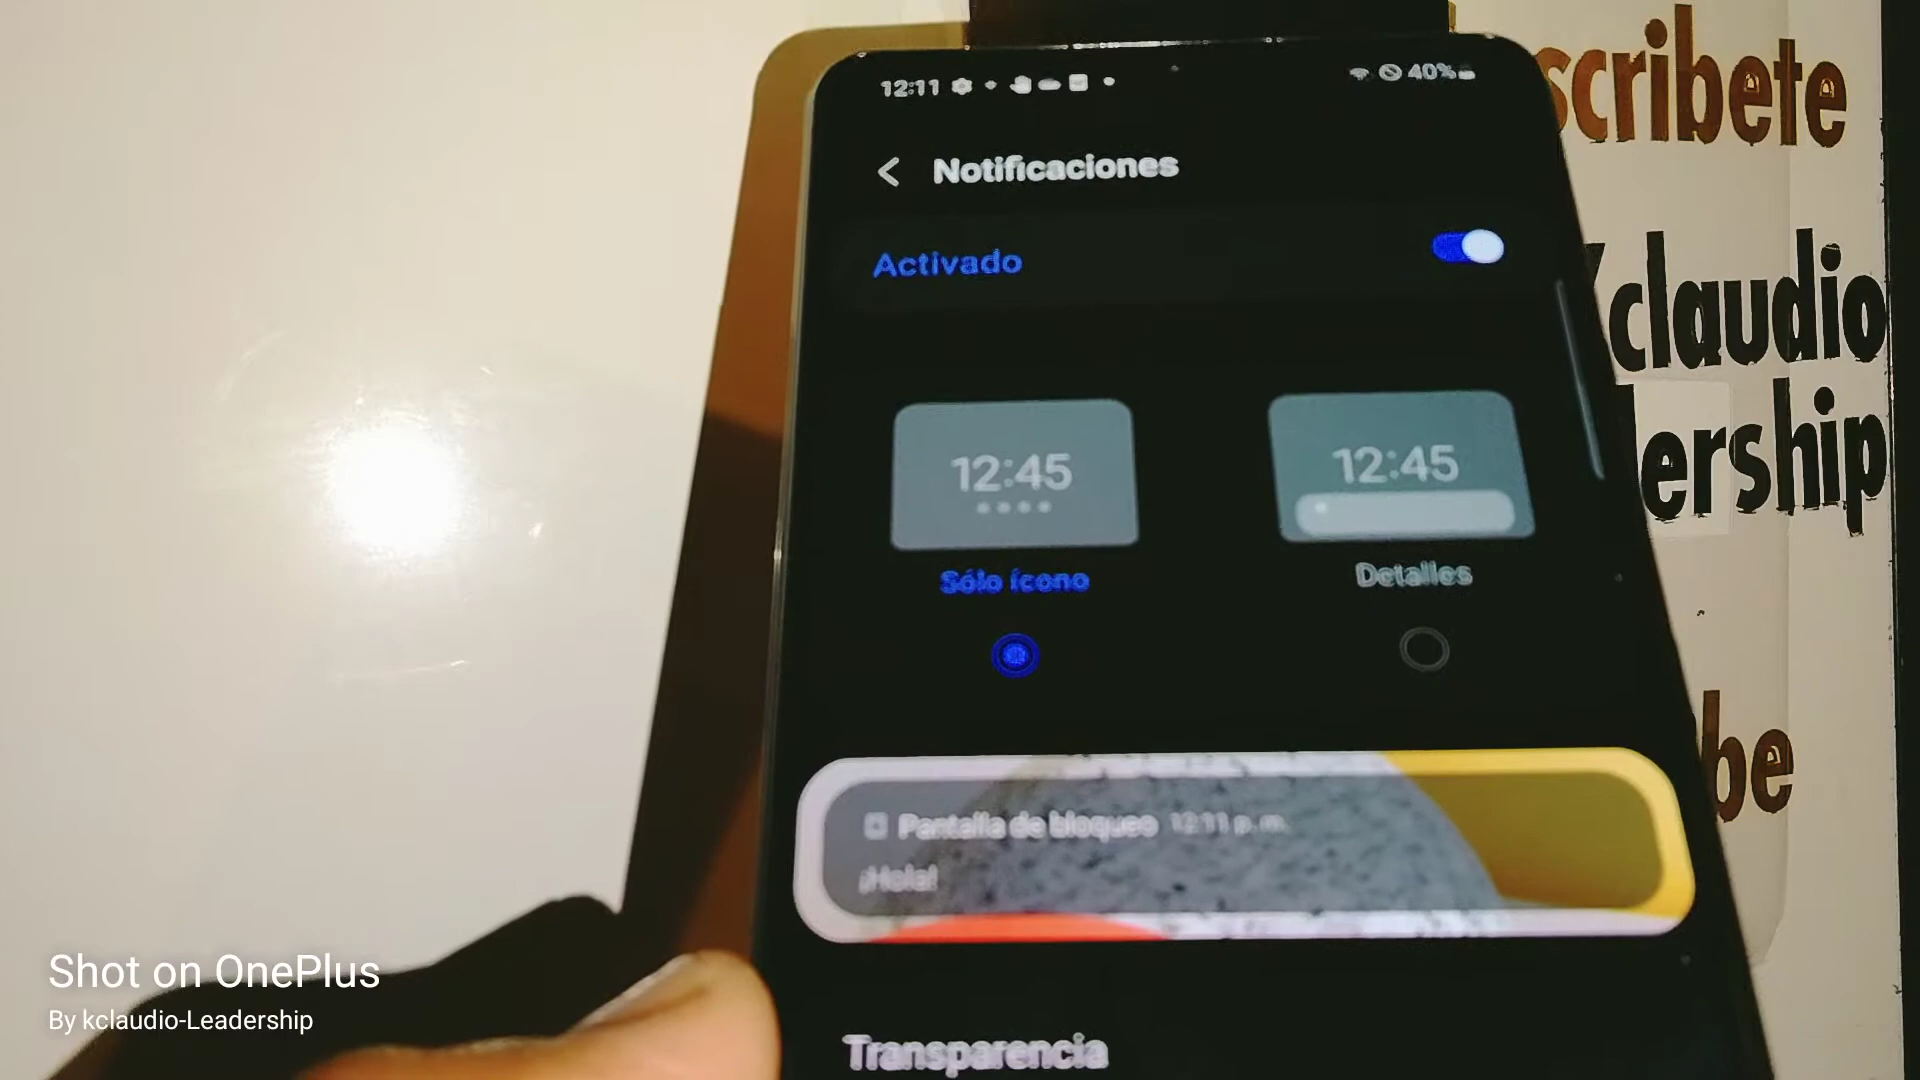 12:11
40%
Notificaciones
Activado
12:45
12:45
Sólo ícono
Detalles
Pantalla de bloqueo 12:11 p. m.
¡Hola!
Transparencia
scribete
claudio
ership
be
Shot on OnePlus
By kclaudio-Leadership